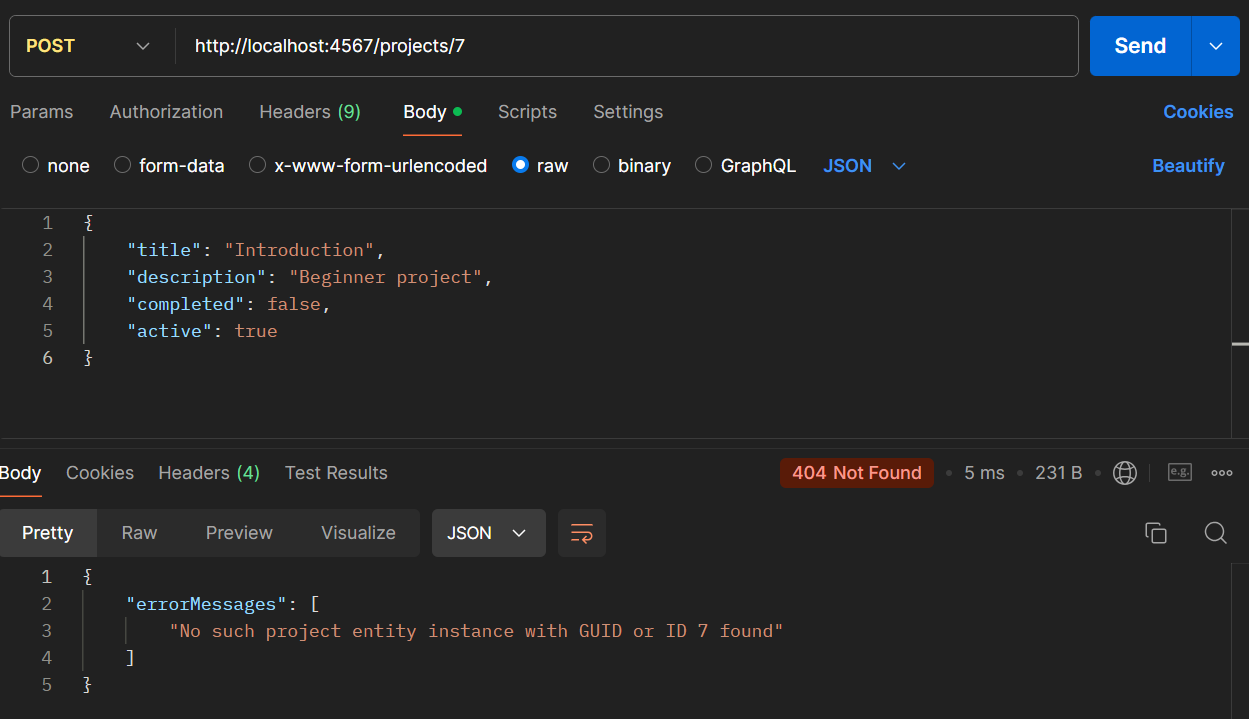 POST http://localhost:4567/projects/7 Send
Params Authorization Headers (9) Body Scripts Settings Cookies
none form-data x-www-form-urlencoded raw binary GraphQL JSON Beautify
1 {
2 "title": "Introduction",
3 "description": "Beginner project",
4 "completed": false,
5 "active": true
6 }
Body Cookies Headers (4) Test Results 404 Not Found 5 ms 231 B e.g.
Pretty Raw Preview Visualize JSON
1 {
2 "errorMessages": [
3 "No such project entity instance with GUID or ID 7 found"
4 ]
5 }